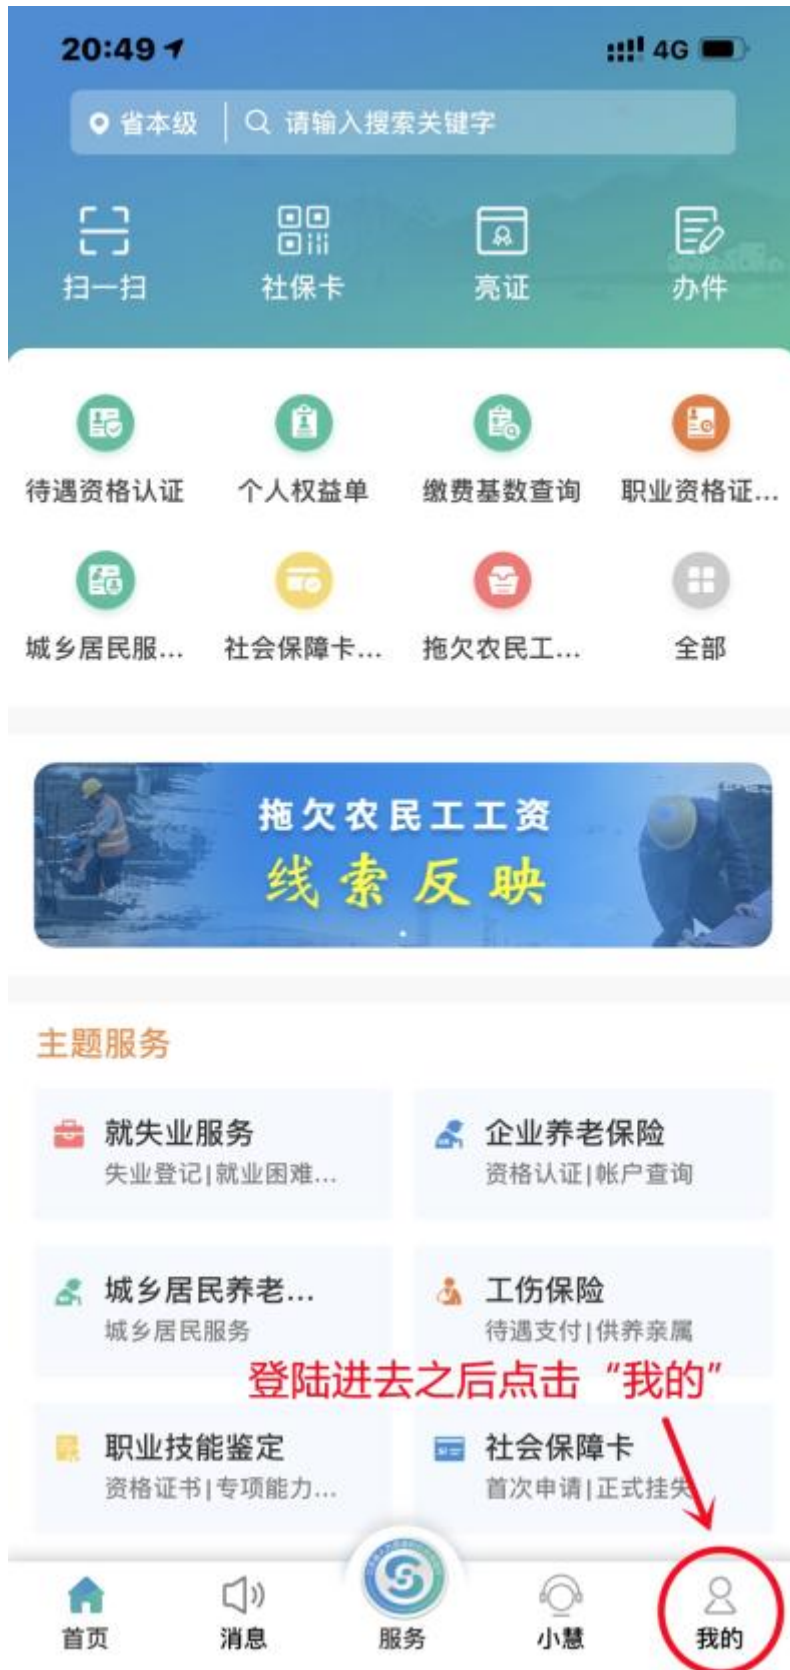 20:49
4G
省本级
请输入搜索关键字
扫一扫
社保卡
亮证
办件
待遇资格认证
个人权益单
缴费基数查询
职业资格证...
城乡居民服...
社会保障卡...
拖欠农民工...
全部
拖欠农民工工资
线索反映
主题服务
就失业服务
失业登记|就业困难...
企业养老保险
资格认证|帐户查询
城乡居民养老...
城乡居民服务
工伤保险
待遇支付|供养亲属
登陆进去之后点击“我的”
职业技能鉴定
资格证书|专项能力...
社会保障卡
首次申请|正式挂失
首页
消息
服务
小慧
我的